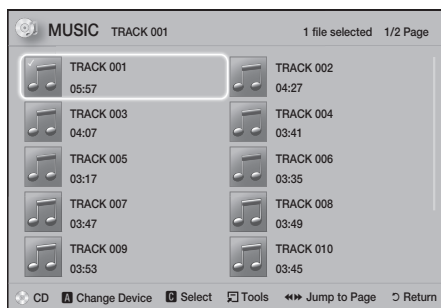 MUSIC TRACK 001 1 file selected 1/2 Page
TRACK 001
05:57
TRACK 002
04:27
TRACK 003
04:07
TRACK 004
03:41
TRACK 005
03:17
TRACK 006
03:35
TRACK 007
03:47
TRACK 008
03:49
TRACK 009
03:53
TRACK 010
03:45
CD A Change Device C Select Tools Jump to Page Return